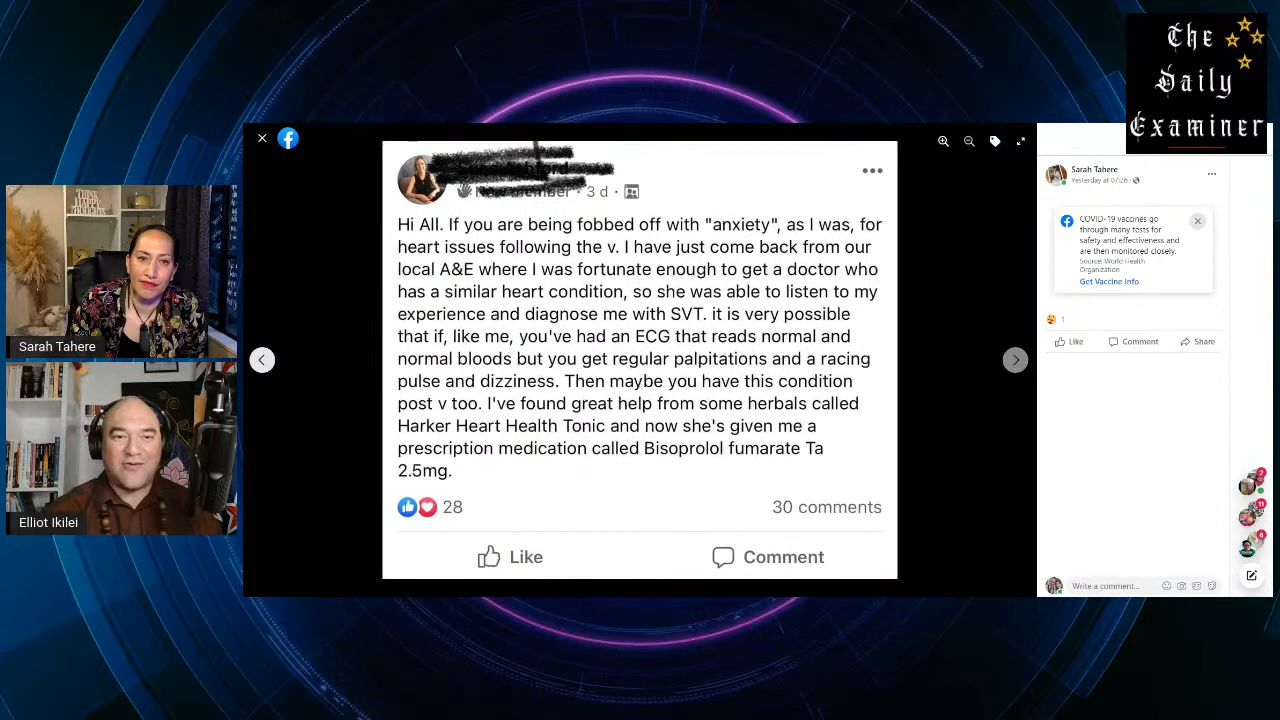 The
Daily
Examiner
Sarah Tahere
Elliot Ikilei
3 d
Hi All. If you are being fobbed off with "anxiety", as I was, for
heart issues following the v. I have just come back from our
local A&E where I was fortunate enough to get a doctor who
has a similar heart condition, so she was able to listen to my
experience and diagnose me with SVT. it is very possible
that if, like me, you've had an ECG that reads normal and
normal bloods but you get regular palpitations and a racing
pulse and dizziness. Then maybe you have this condition
post v too. I've found great help from some herbals called
Harker Heart Health Tonic and now she's given me a
prescription medication called Bisoprolol fumarate Ta
2.5mg.
28
30 comments
Like
Comment
Sarah Tahere
Yesterday at 07:26
COVID-19 vaccines go
through many tests for
safety and effectiveness and
are then monitored closely.
Source: World Health
Organization
Get Vaccine Info
1
Like
Comment
Share
2
11
6
Write a comment...